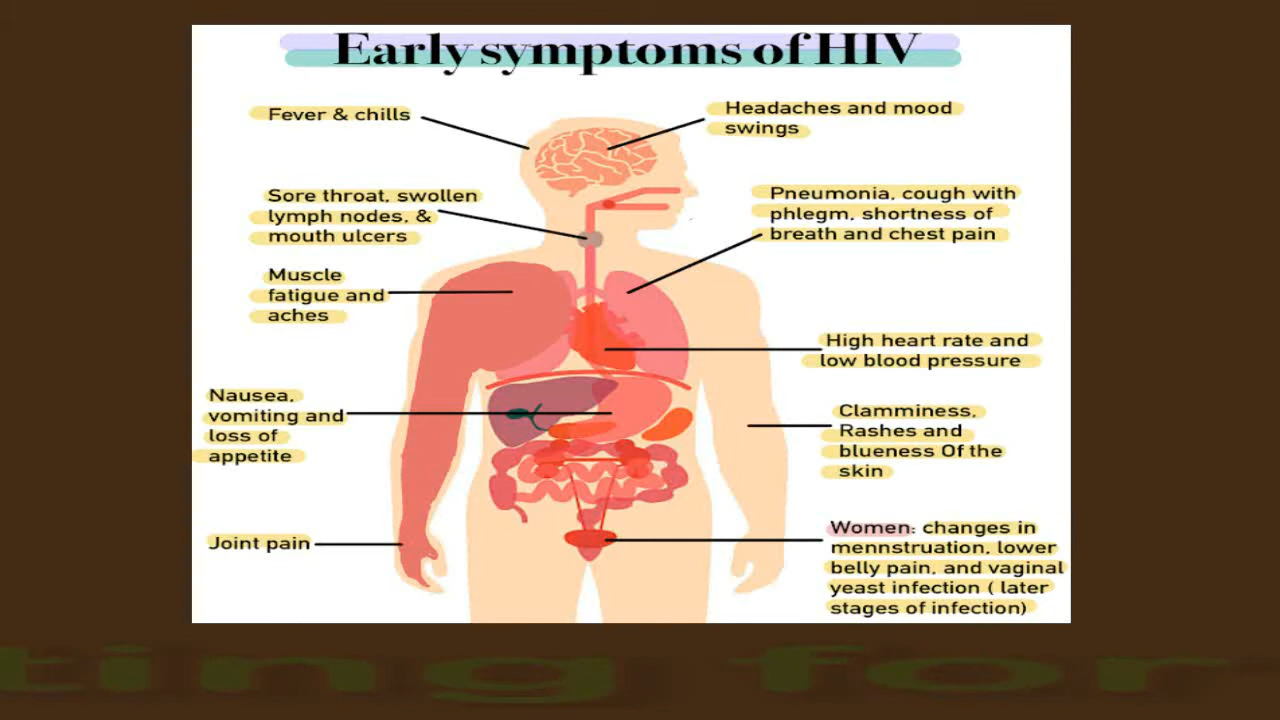 Early symptoms of HIV
Fever & chills
Headaches and mood
swings
Sore throat, swollen
lymph nodes, &
mouth ulcers
Pneumonia, cough with
phlegm, shortness of
breath and chest pain
Muscle
fatigue and
aches
High heart rate and
low blood pressure
Nausea,
vomiting and
loss of
appetite
Clamminess,
Rashes and
blueness Of the
skin
Joint pain
Women: changes in
mennstruation, lower
belly pain, and vaginal
yeast infection ( later
stages of infection)
ting for